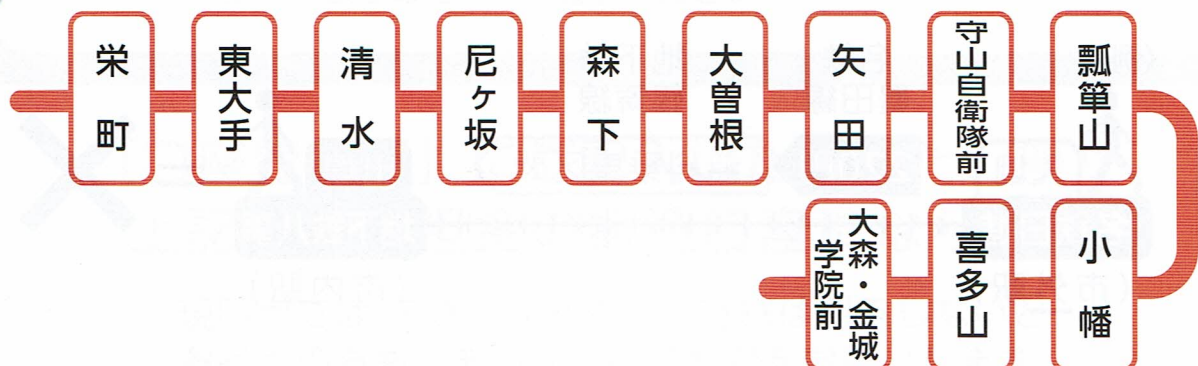 栄町
東大手
清水
尼ヶ坂
森下
大曽根
矢田
守山自衛隊前
瓢箪山
小幡
喜多山
大森・金城
学院前